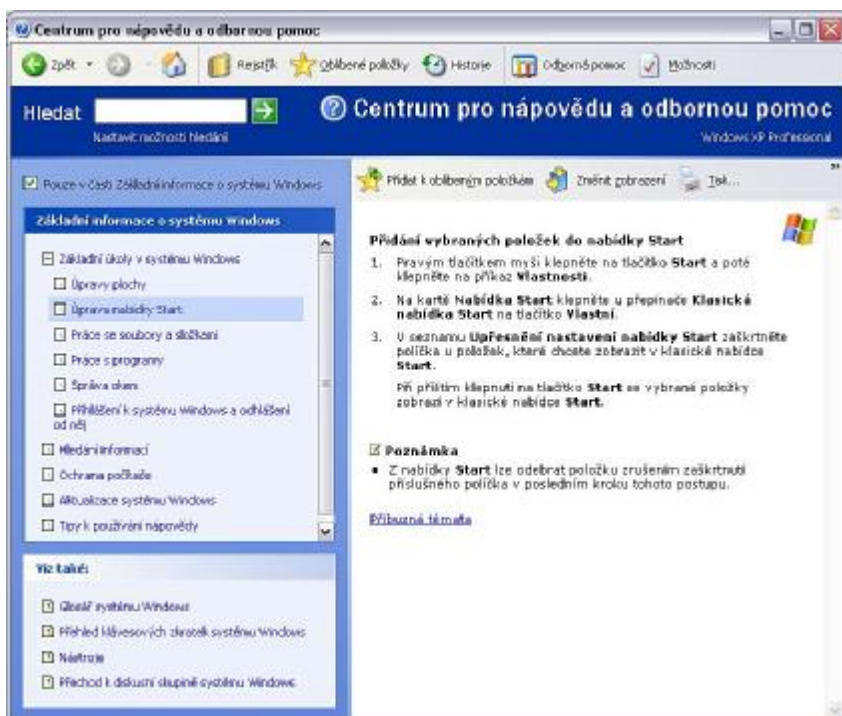 Centrum pro nápovědu a odbornou pomoc
Zpět
Rejstřík
Oblíbené položky
Historie
Odborná pomoc
Možnosti
Hledat
Centrum pro nápovědu a odbornou pomoc
Nastavit možnosti hledání
Windows XP Professional
Pouze v části Základní informace o systému Windows
Přidat k oblíbeným položkám
Změnit zobrazení
Tisk...
Základní informace o systému Windows
Základní úkoly v systému Windows
Úpravy plochy
Úprava nabídky Start
Práce se soubory a složkami
Práce s programy
Správa oken
Přihlášení k systému Windows a odhlášení
od něj
Hledání informací
Ochrana počítače
Aktualizace systému Windows
Tipy k používání nápovědy
Viz také:
Glosář systému Windows
Přehled klávesových zkratek systému Windows
Nástroje
Přechod k diskusní skupině systému Windows
Přidání vybraných položek do nabídky Start
1. Pravým tlačítkem myši klepněte na tlačítko Start a poté
klepněte na příkaz Vlastnosti.
2. Na kartě Nabídka Start klepněte u přepínače Klasická
nabídka Start na tlačítko Vlastní.
3. V seznamu Upřesnění nastavení nabídky Start zaškrtněte
políčka u položek, které chcete zobrazit v klasické nabídce
Start.
Při příštím klepnutí na tlačítko Start se vybrané položky
zobrazí v klasické nabídce Start.
Poznámka
• Z nabídky Start lze odebrat položku zrušením zaškrtnutí
příslušného políčka v posledním kroku tohoto postupu.
Příbuzná témata